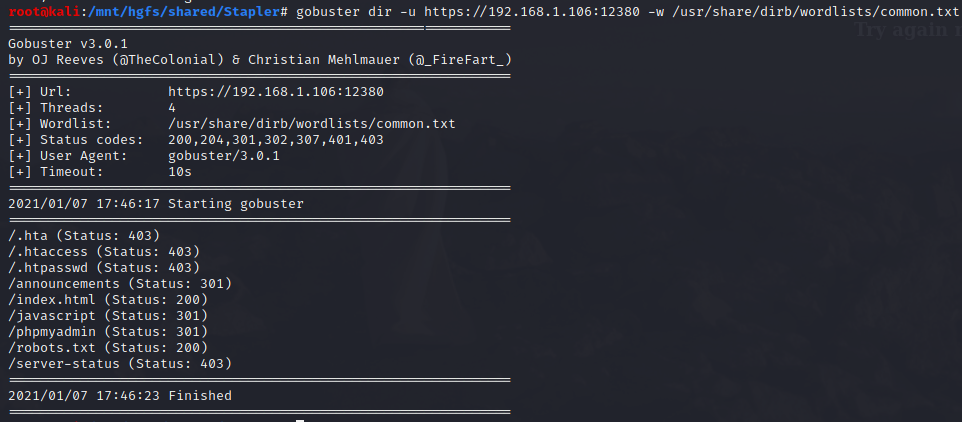 root@kali:/mnt/hgfs/shared/Stapler# gobuster dir -u https://192.168.1.106:12380 -w /usr/share/dirb/wordlists/common.txt
===============================================================
Try again
Gobuster v3.0.1
by OJ Reeves (@TheColonial) & Christian Mehlmauer (@_FireFart_)
===============================================================
[+] Url:            https://192.168.1.106:12380
[+] Threads:        4
[+] Wordlist:       /usr/share/dirb/wordlists/common.txt
[+] Status codes:   200,204,301,302,307,401,403
[+] User Agent:     gobuster/3.0.1
[+] Timeout:        10s
===============================================================
2021/01/07 17:46:17 Starting gobuster
===============================================================
/.hta (Status: 403)
/.htaccess (Status: 403)
/.htpasswd (Status: 403)
/announcements (Status: 301)
/index.html (Status: 200)
/javascript (Status: 301)
/phpmyadmin (Status: 301)
/robots.txt (Status: 200)
/server-status (Status: 403)
===============================================================
2021/01/07 17:46:23 Finished
===============================================================